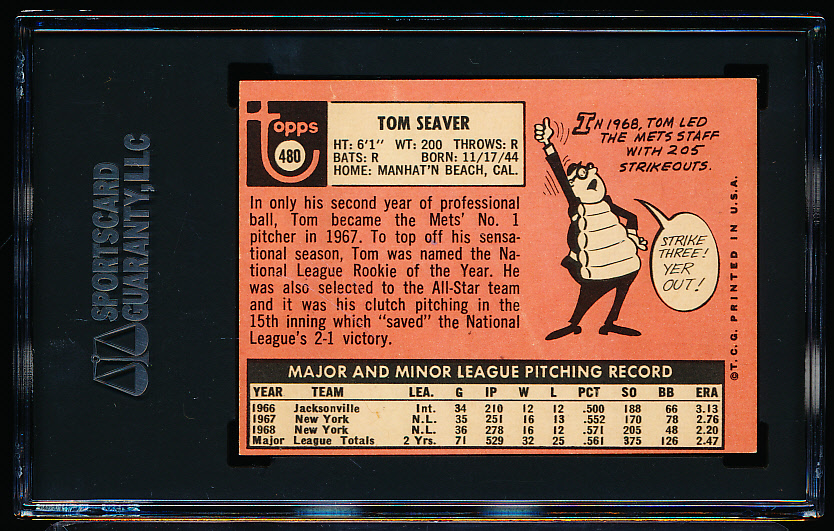 SPORTSCARD
GUARANTY, LLC
topps
480
TOM SEAVER
HT: 6'1" WT: 200 THROWS: R
BATS: R BORN: 11/17/44
HOME: MANHAT'N BEACH, CAL.
In only his second year of professional
ball, Tom became the Mets' No. 1
pitcher in 1967. To top off his sensa-
tional season, Tom was named the Na-
tional League Rookie of the Year. He
was also selected to the All-Star team
and it was his clutch pitching in the
15th inning which "saved" the National
League's 2-1 victory.
IN 1968, TOM LED
THE METS STAFF
WITH 205
STRIKEOUTS.
STRIKE
THREE!
YER
OUT!
©T.C.G. PRINTED IN U.S.A.
MAJOR AND MINOR LEAGUE PITCHING RECORD
YEAR TEAM LEA. G IP W L PCT SO BB ERA
1966 Jacksonville Int. 34 210 12 12 .500 188 66 3.13
1967 New York N.L. 35 251 16 13 .552 170 78 2.76
1968 New York N.L. 36 278 16 12 .571 205 48 2.20
Major League Totals 2 Yrs. 71 529 32 25 .561 375 126 2.47